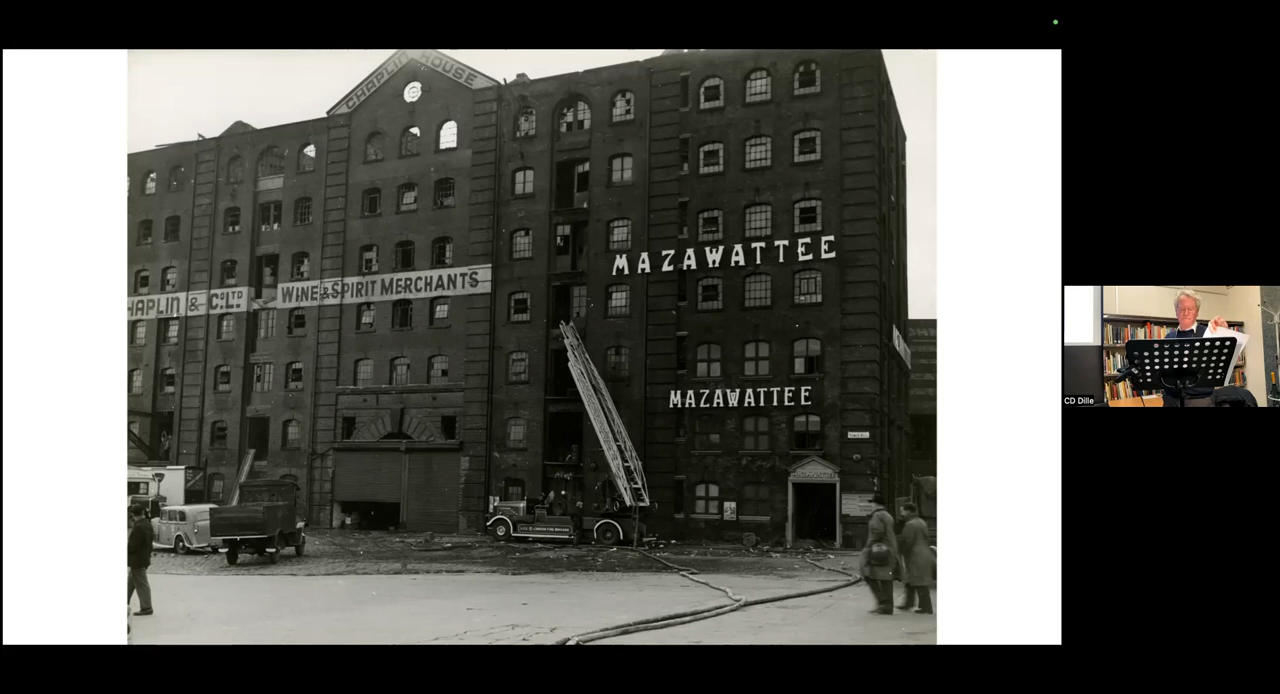 CHAPLIN HOUSE
MAZAWATTEE
HAPLIN & CO LTD
WINE & SPIRIT MERCHANTS
MAZAWATTEE
CD Dille